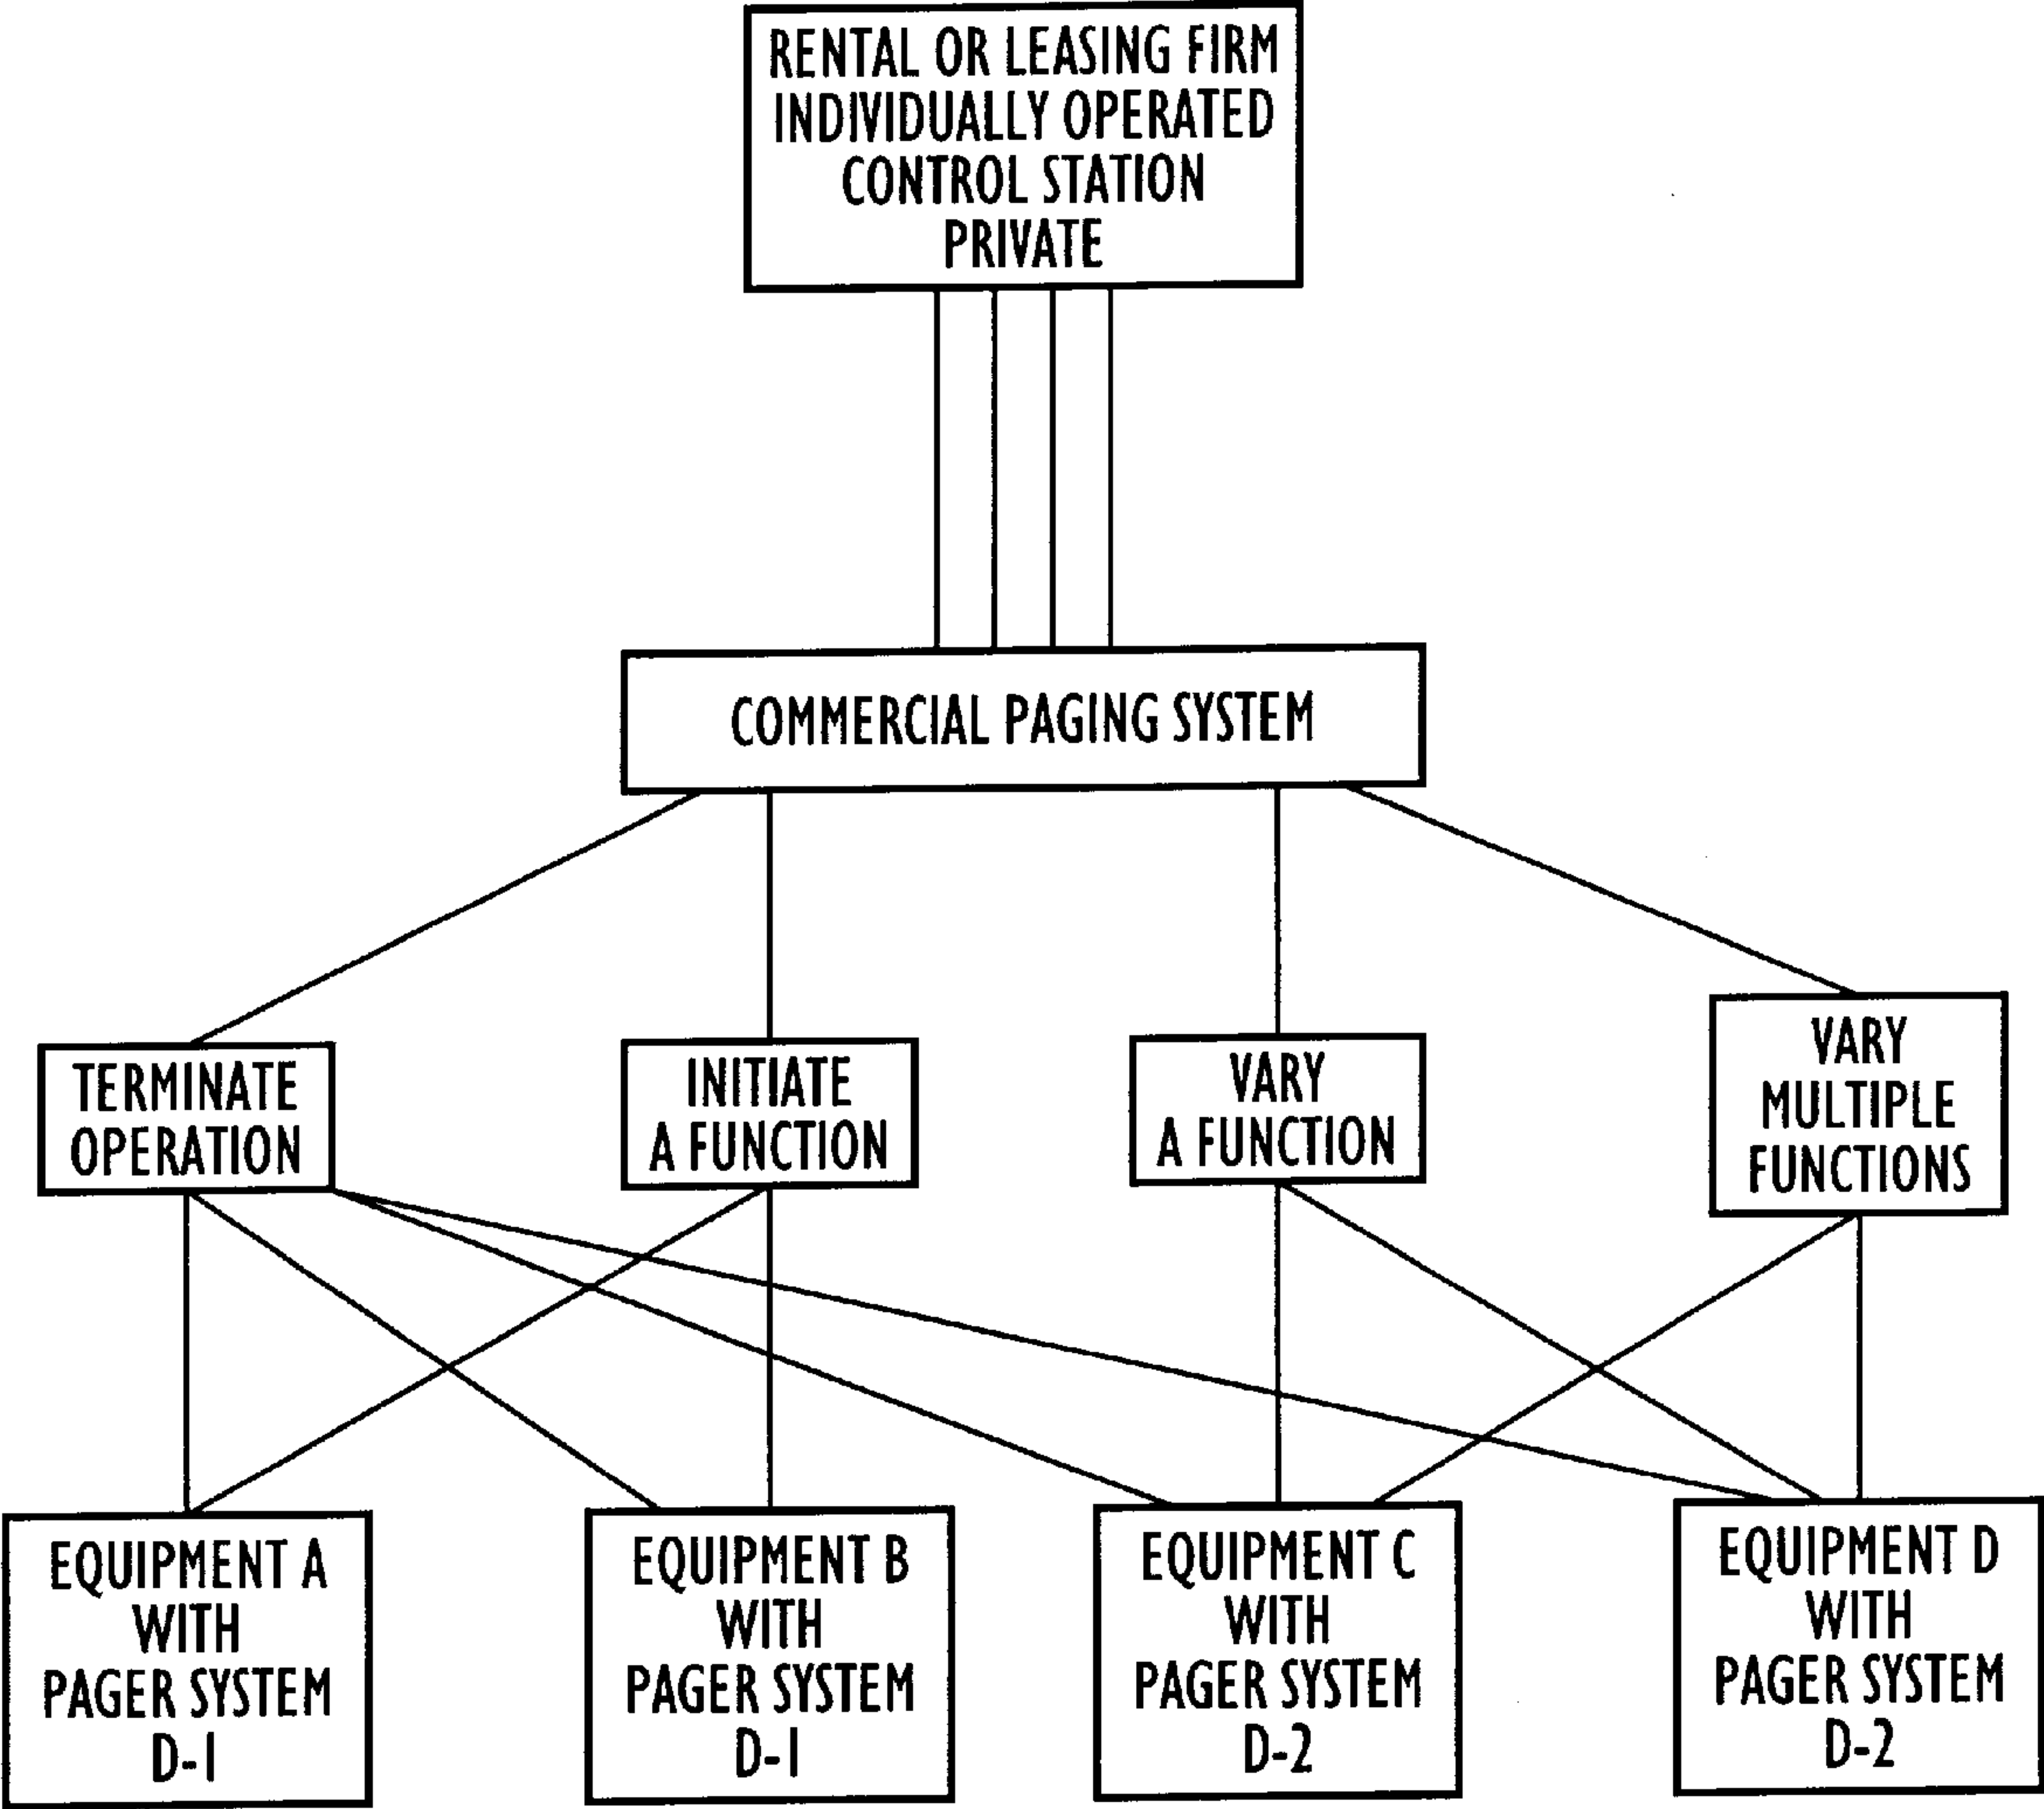 RENTAL OR LEASING FIRM
INDIVIDUALLY OPERATED
CONTROL STATION
PRIVATE
COMMERCIAL PAGING SYSTEM
TERMINATE
OPERATION
INITIATE
A FUNCTION
VARY
A FUNCTION
VARY
MULTIPLE
FUNCTIONS
EQUIPMENT A
WITH
PAGER SYSTEM
D-1
EQUIPMENT B
WITH
PAGER SYSTEM
D-1
EQUIPMENT C
WITH
PAGER SYSTEM
D-2
EQUIPMENT D
WITH
PAGER SYSTEM
D-2